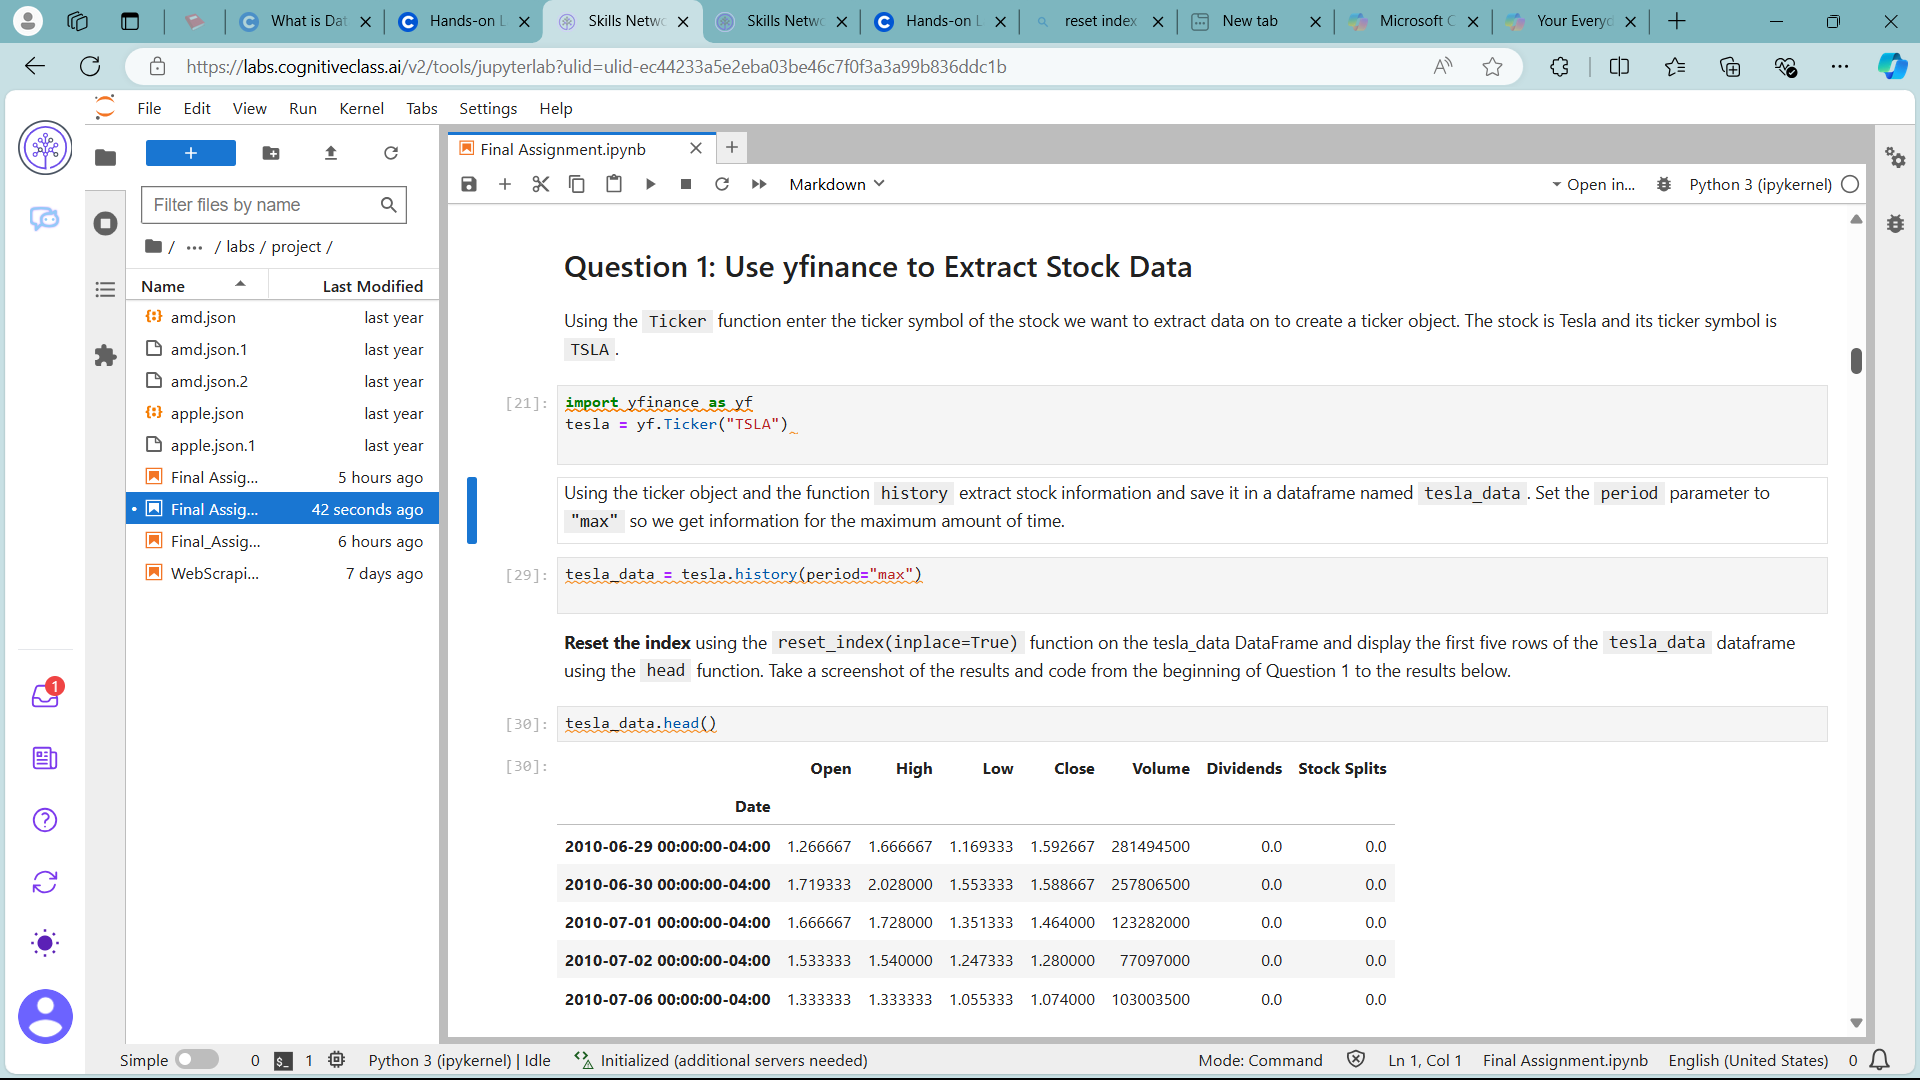 What is Dat
Hands-on L
Skills Netwo
Skills Netwo
Hands-on L
reset index
New tab
Microsoft C
Your Everyd
https://labs.cognitiveclass.ai/v2/tools/jupyterlab?ulid=ulid-ec44233a5e2eba03be46c7f0f3a3a99b836ddc1b
File Edit View Run Kernel Tabs Settings Help
+
Filter files by name
/ ··· / labs / project /
Name Last Modified
amd.json last year
amd.json.1 last year
amd.json.2 last year
apple.json last year
apple.json.1 last year
Final Assig... 5 hours ago
Final Assig... 42 seconds ago
Final_Assig... 6 hours ago
WebScrapi... 7 days ago
1
Final Assignment.ipynb
Markdown
Open in...
Python 3 (ipykernel)
Question 1: Use yfinance to Extract Stock Data
Using the Ticker function enter the ticker symbol of the stock we want to extract data on to create a ticker object. The stock is Tesla and its ticker symbol is
TSLA .
[21]: import yfinance as yf
tesla = yf.Ticker("TSLA")
Using the ticker object and the function history extract stock information and save it in a dataframe named tesla_data . Set the period parameter to
"max" so we get information for the maximum amount of time.
[29]: tesla_data = tesla.history(period="max")
Reset the index using the reset_index(inplace=True) function on the tesla_data DataFrame and display the first five rows of the tesla_data dataframe
using the head function. Take a screenshot of the results and code from the beginning of Question 1 to the results below.
[30]: tesla_data.head()
[30]: Open High Low Close Volume Dividends Stock Splits
Date
2010-06-29 00:00:00-04:00 1.266667 1.666667 1.169333 1.592667 281494500 0.0 0.0
2010-06-30 00:00:00-04:00 1.719333 2.028000 1.553333 1.588667 257806500 0.0 0.0
2010-07-01 00:00:00-04:00 1.666667 1.728000 1.351333 1.464000 123282000 0.0 0.0
2010-07-02 00:00:00-04:00 1.533333 1.540000 1.247333 1.280000 77097000 0.0 0.0
2010-07-06 00:00:00-04:00 1.333333 1.333333 1.055333 1.074000 103003500 0.0 0.0
Simple 0 $_ 1 Python 3 (ipykernel) | Idle Initialized (additional servers needed) Mode: Command Ln 1, Col 1 Final Assignment.ipynb English (United States) 0